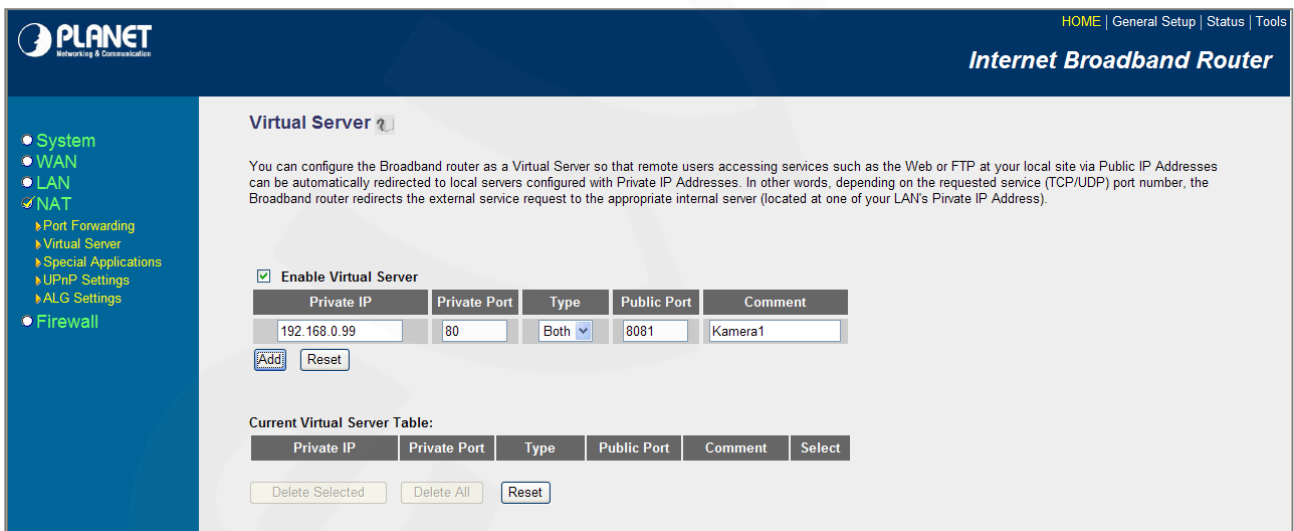 PLANET
Networking & Communication
HOME | General Setup | Status | Tools
Internet Broadband Router
System
WAN
LAN
NAT
Port Forwarding
Virtual Server
Special Applications
UPnP Settings
ALG Settings
Firewall
Virtual Server
You can configure the Broadband router as a Virtual Server so that remote users accessing services such as the Web or FTP at your local site via Public IP Addresses
can be automatically redirected to local servers configured with Private IP Addresses. In other words, depending on the requested service (TCP/UDP) port number, the
Broadband router redirects the external service request to the appropriate internal server (located at one of your LAN's Private IP Address).
Enable Virtual Server
Private IP Private Port Type Public Port Comment
192.168.0.99 80 Both 8081 Kamera1
Add Reset
Current Virtual Server Table:
Private IP Private Port Type Public Port Comment Select
Delete Selected Delete All Reset